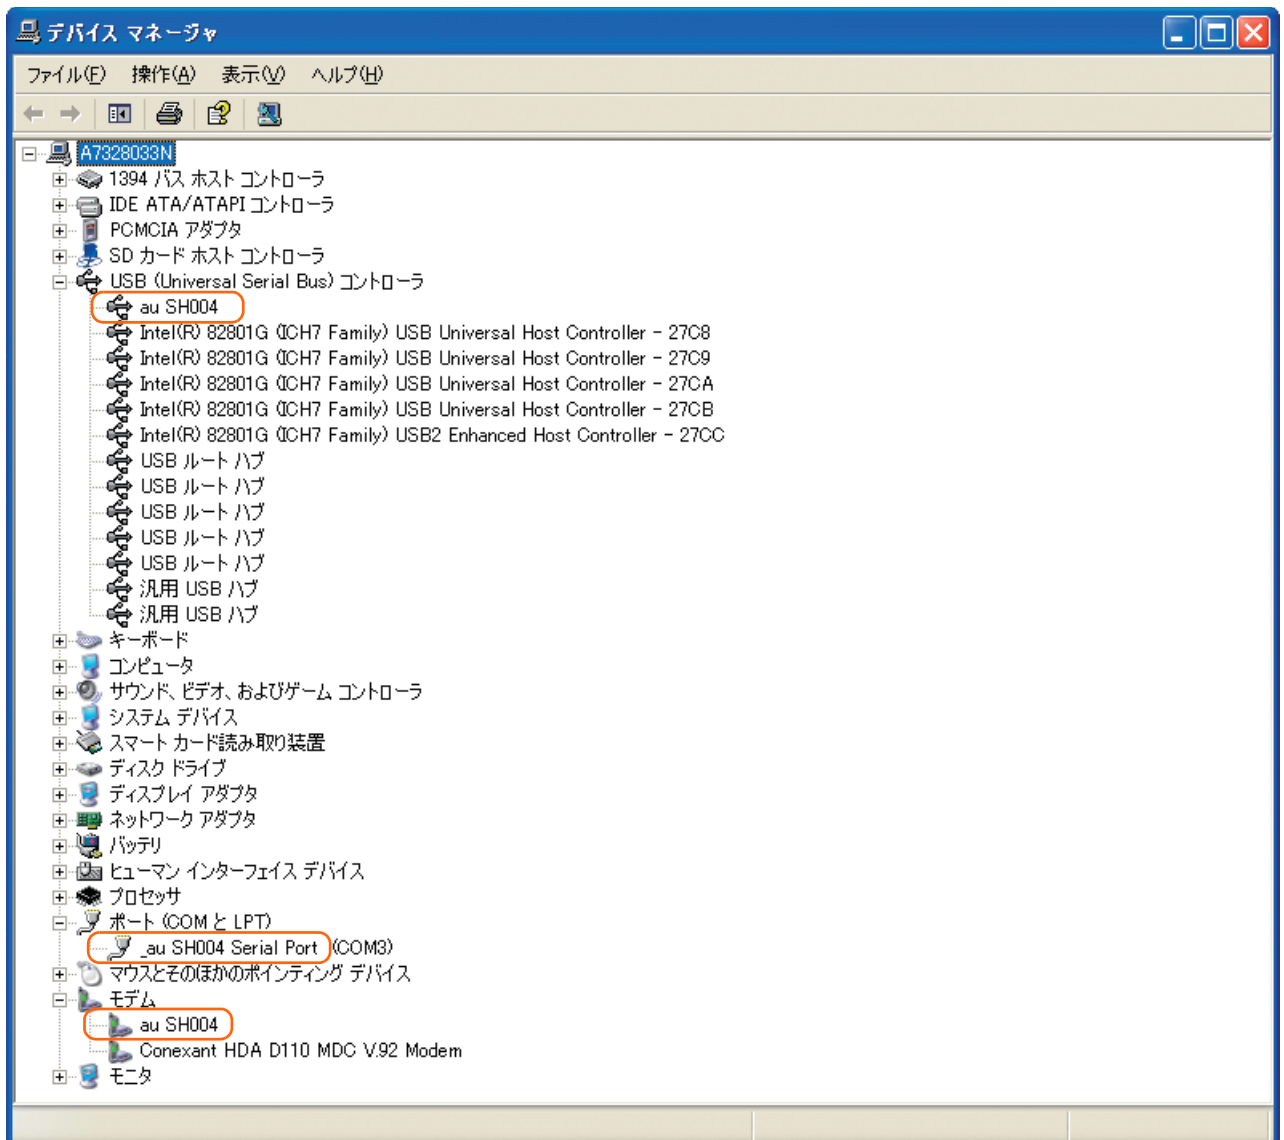 デバイス マネージャ
ファイル(F) 操作(A) 表示(V) ヘルプ(H)
A7328033N
1394 バス ホスト コントローラ
IDE ATA/ATAPI コントローラ
PCMCIA アダプタ
SD カード ホスト コントローラ
USB (Universal Serial Bus) コントローラ
au SH004
Intel(R) 82801G (ICH7 Family) USB Universal Host Controller - 27C8
Intel(R) 82801G (ICH7 Family) USB Universal Host Controller - 27C9
Intel(R) 82801G (ICH7 Family) USB Universal Host Controller - 27CA
Intel(R) 82801G (ICH7 Family) USB Universal Host Controller - 27CB
Intel(R) 82801G (ICH7 Family) USB2 Enhanced Host Controller - 27CC
USB ルート ハブ
USB ルート ハブ
USB ルート ハブ
USB ルート ハブ
USB ルート ハブ
汎用 USB ハブ
汎用 USB ハブ
キーボード
コンピュータ
サウンド、ビデオ、およびゲーム コントローラ
システム デバイス
スマート カード読み取り装置
ディスク ドライブ
ディスプレイ アダプタ
ネットワーク アダプタ
バッテリ
ヒューマン インターフェイス デバイス
プロセッサ
ポート (COM と LPT)
_au SH004 Serial Port (COM3)
マウスとそのほかのポインティング デバイス
モデム
au SH004
Conexant HDA D110 MDC V.92 Modem
モニタ